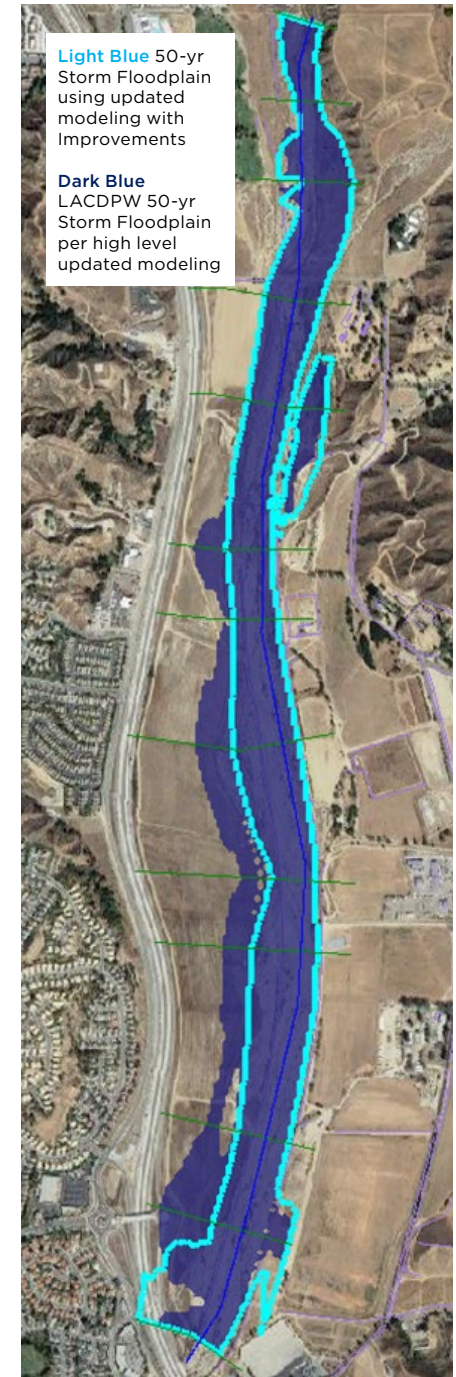 Light Blue 50-yr
Storm Floodplain
using updated
modeling with
Improvements
Dark Blue
LACDPW 50-yr
Storm Floodplain
per high level
updated modeling